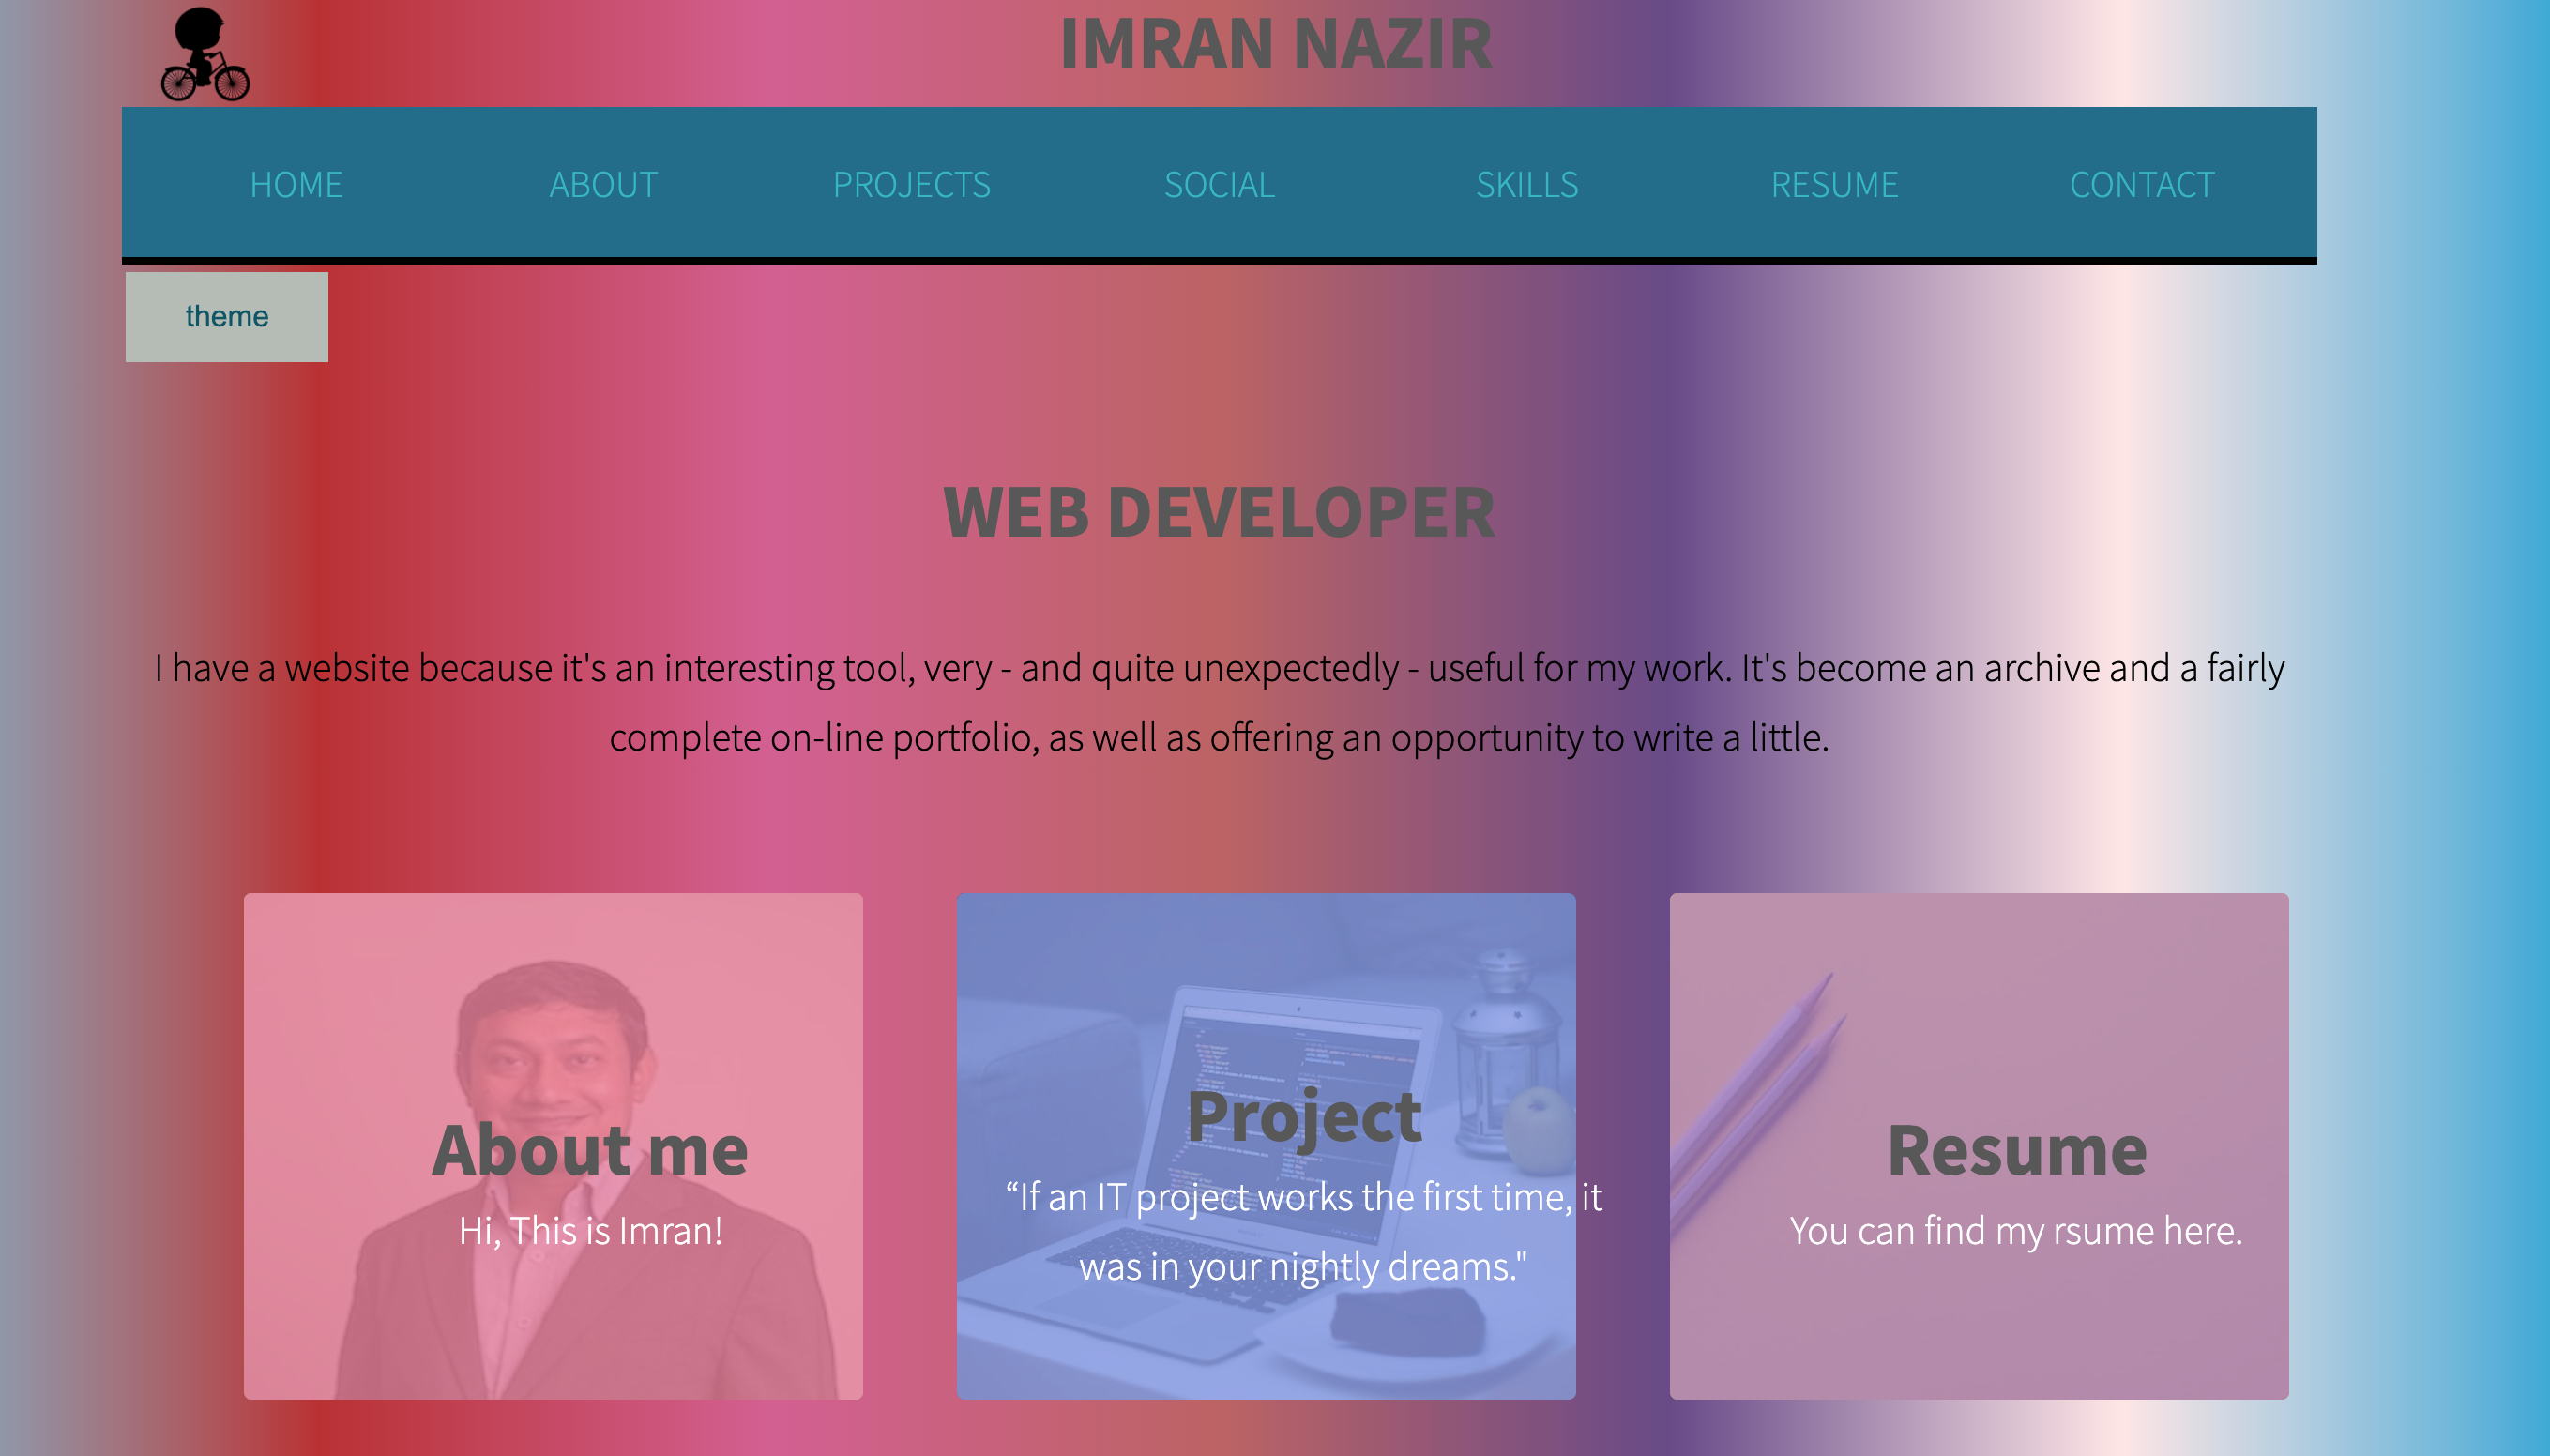 IMRAN NAZIR
HOME ABOUT PROJECTS SOCIAL SKILLS RESUME CONTACT
theme
WEB DEVELOPER
I have a website because it's an interesting tool, very - and quite unexpectedly - useful for my work. It's become an archive and a fairly
complete on-line portfolio, as well as offering an opportunity to write a little.
About me
Hi, This is Imran!
Project
“If an IT project works the first time, it
was in your nightly dreams."
Resume
You can find my rsume here.